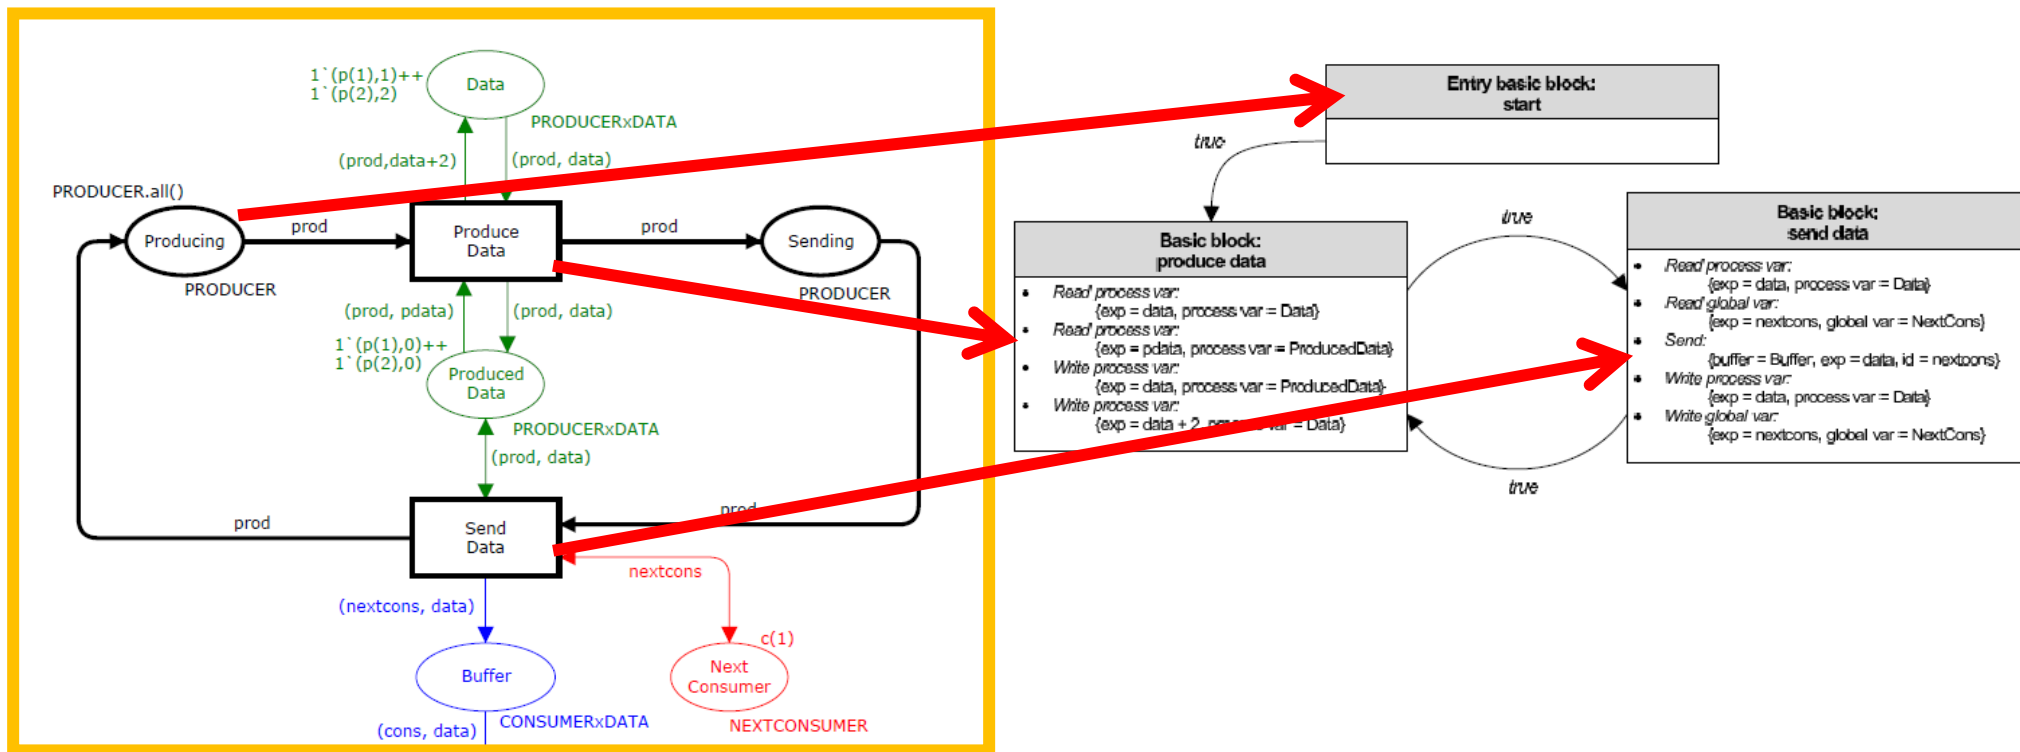 1`(p(1),1)++
1`(p(2),2)
Data
PRODUCERxDATA
(prod,data+2)
(prod, data)
PRODUCER.all()
Producing
PRODUCER
prod
Produce
Data
prod
Sending
PRODUCER
(prod, pdata)
(prod, data)
1`(p(1),0)++
1`(p(2),0)
Produced
Data
PRODUCERxDATA
(prod, data)
prod
Send
Data
prod
nextcons
(nextcons, data)
c(1)
Buffer
Next
Consumer
CONSUMERxDATA
NEXTCONSUMER
(cons, data)
Entry basic block:
start
true
Basic block:
produce data
• Read process var:
{exp = data, process var = Data}
• Read process var:
{exp = pdata, process var = ProducedData}
• Write process var:
{exp = data, process var = ProducedData}
• Write process var:
{exp = data + 2, process var = Data}
true
true
Basic block:
send data
• Read process var:
{exp = data, process var = Data}
• Read global var:
{exp = nextcons, global var = NextCons}
• Send:
{buffer = Buffer, exp = data, id = nextcons}
• Write process var:
{exp = data, process var = Data}
• Write global var:
{exp = nextcons, global var = NextCons}